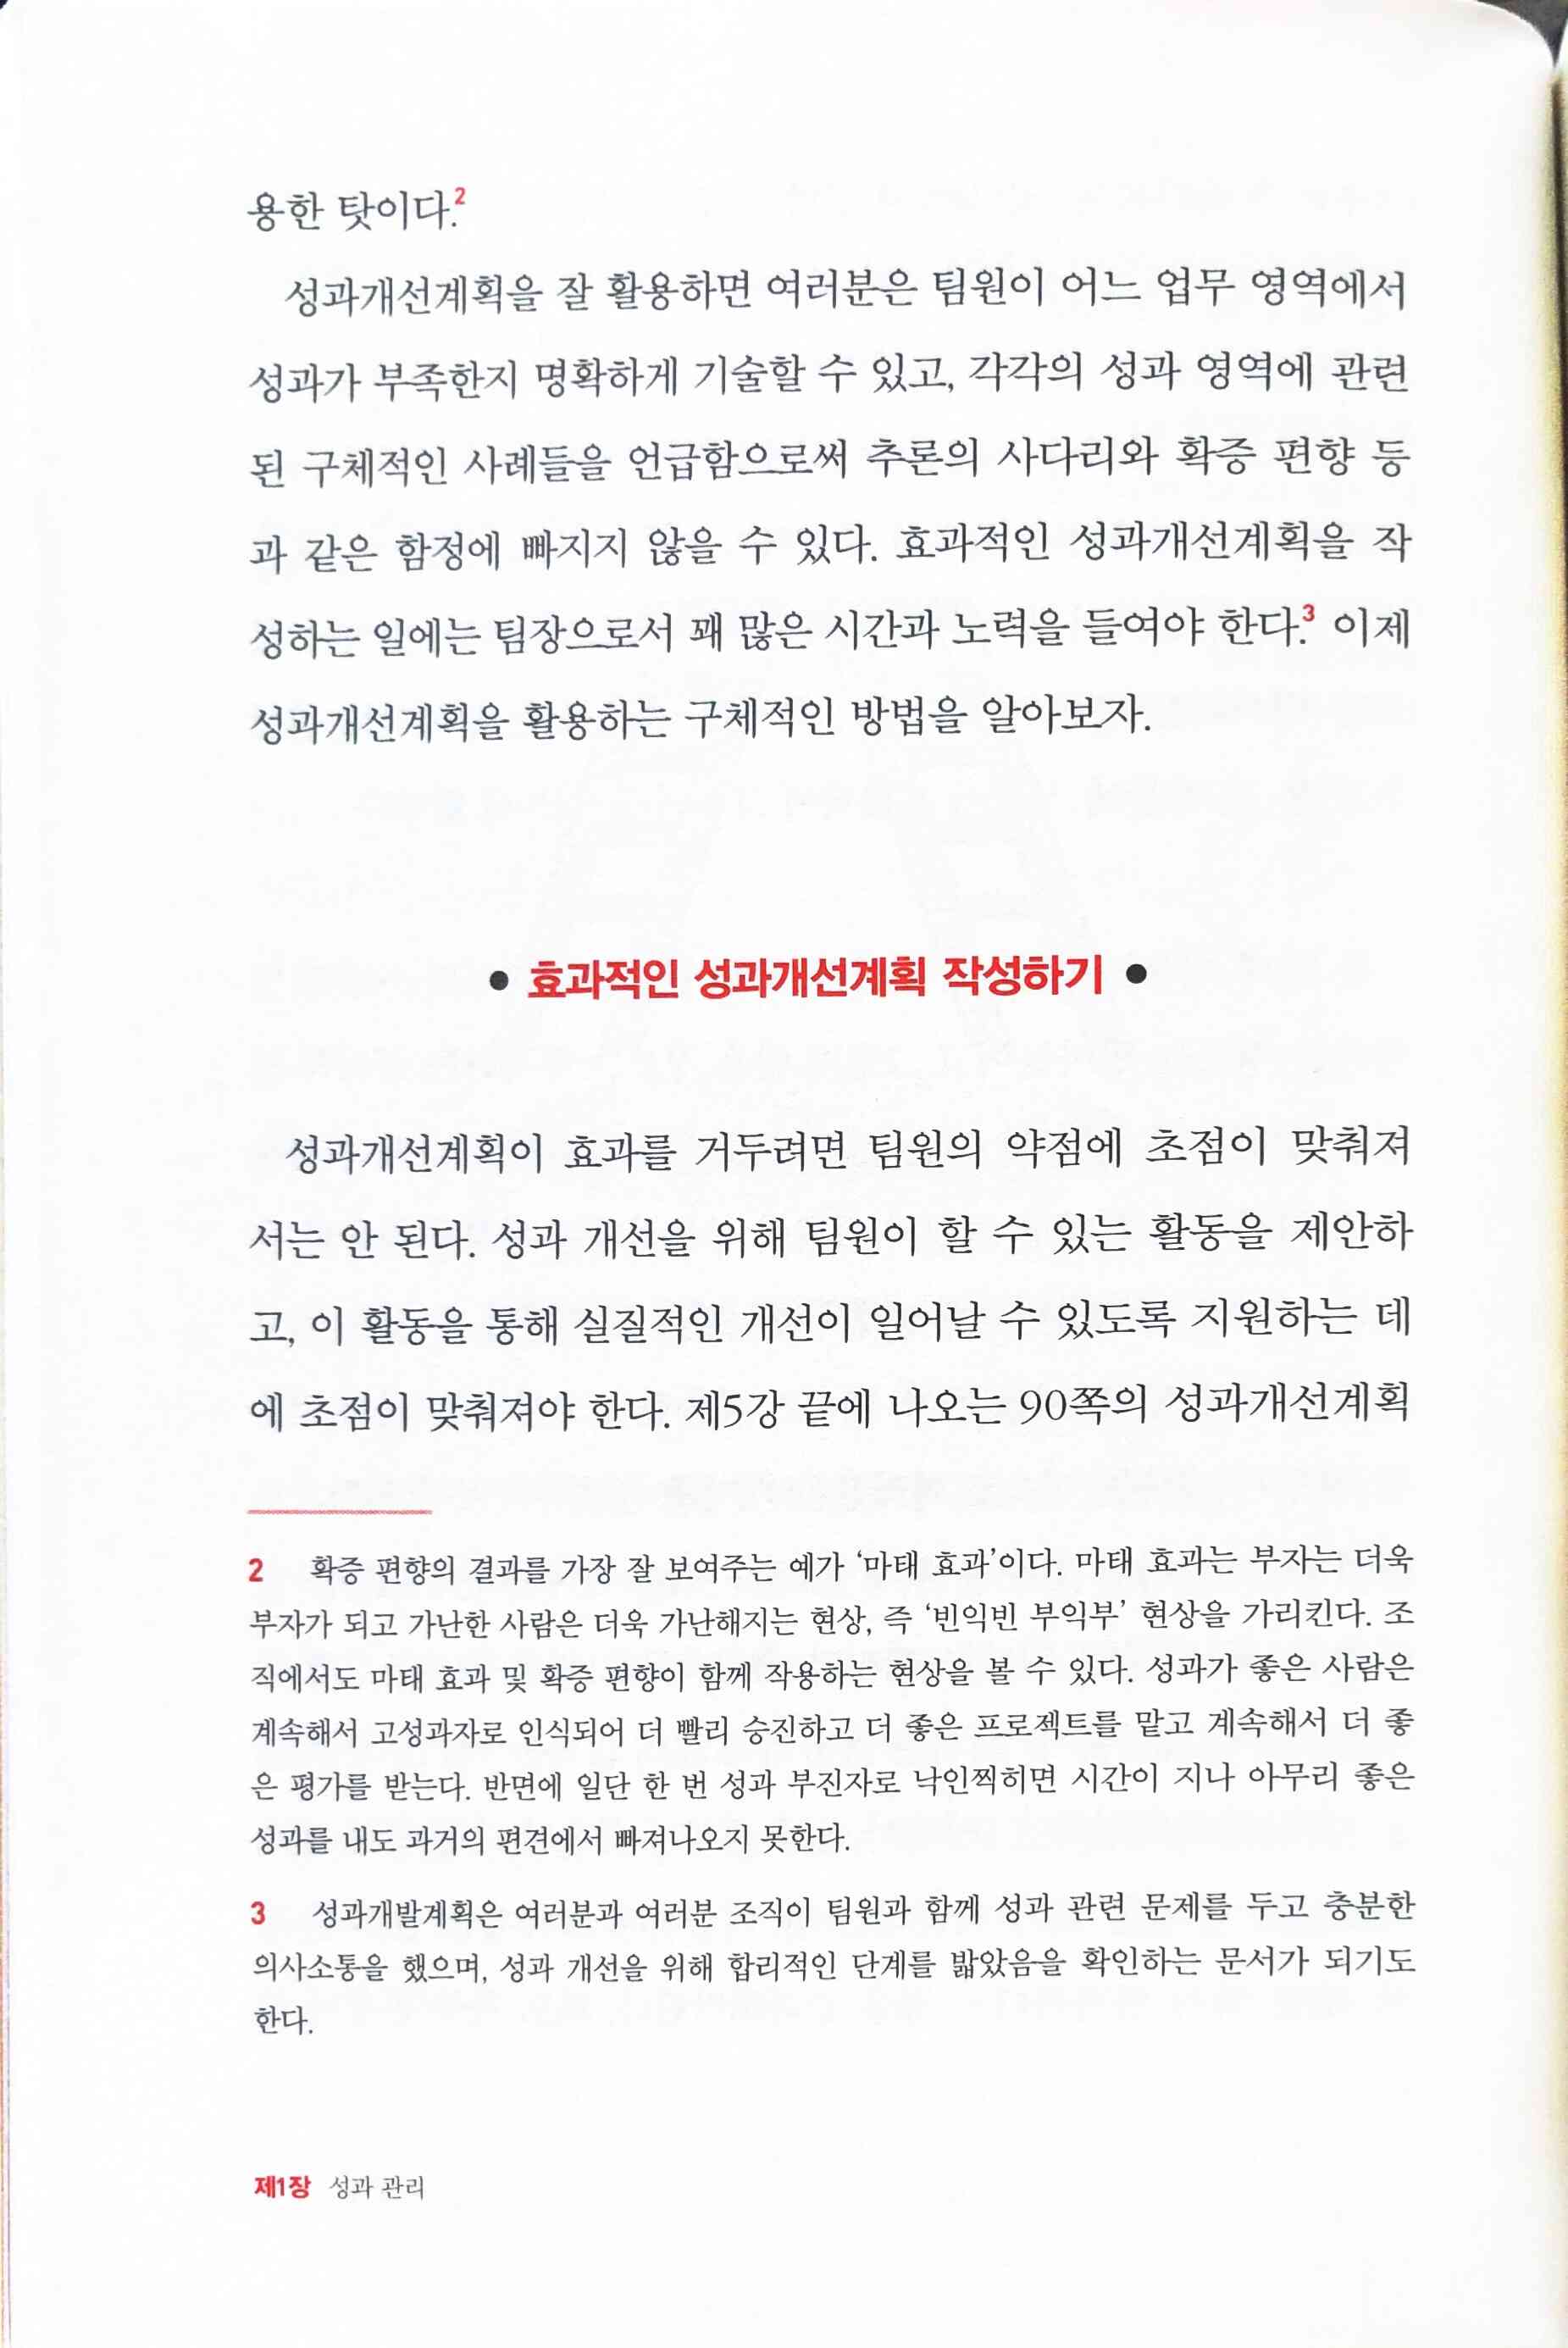 용한 탓이다.2
성과개선계획을 잘 활용하면 여러분은 팀원이 어느 업무 영역에서
성과가 부족한지 명확하게 기술할 수 있고, 각각의 성과 영역에 관련
된 구체적인 사례들을 언급함으로써 추론의 사다리와 확증 편향 등
과 같은 함정에 빠지지 않을 수 있다. 효과적인 성과개선계획을 작
성하는 일에는 팀장으로서 꽤 많은 시간과 노력을 들여야 한다.3 이제
성과개선계획을 활용하는 구체적인 방법을 알아보자.
• 효과적인 성과개선계획 작성하기 •
성과개선계획이 효과를 거두려면 팀원의 약점에 초점이 맞춰져
서는 안 된다. 성과 개선을 위해 팀원이 할 수 있는 활동을 제안하
고, 이 활동을 통해 실질적인 개선이 일어날 수 있도록 지원하는 데
에 초점이 맞춰져야 한다. 제5강 끝에 나오는 90쪽의 성과개선계획
2 확증 편향의 결과를 가장 잘 보여주는 예가 ‘마태 효과’이다. 마태 효과는 부자는 더욱
부자가 되고 가난한 사람은 더욱 가난해지는 현상, 즉 ‘빈익빈 부익부’ 현상을 가리킨다. 조
직에서도 마태 효과 및 확증 편향이 함께 작용하는 현상을 볼 수 있다. 성과가 좋은 사람은
계속해서 고성과자로 인식되어 더 빨리 승진하고 더 좋은 프로젝트를 맡고 계속해서 더 좋
은 평가를 받는다. 반면에 일단 한 번 성과 부진자로 낙인찍히면 시간이 지나 아무리 좋은
성과를 내도 과거의 편견에서 빠져나오지 못한다.
3 성과개발계획은 여러분과 여러분 조직이 팀원과 함께 성과 관련 문제를 두고 충분한
의사소통을 했으며, 성과 개선을 위해 합리적인 단계를 밟았음을 확인하는 문서가 되기도
한다.
제1장 성과 관리